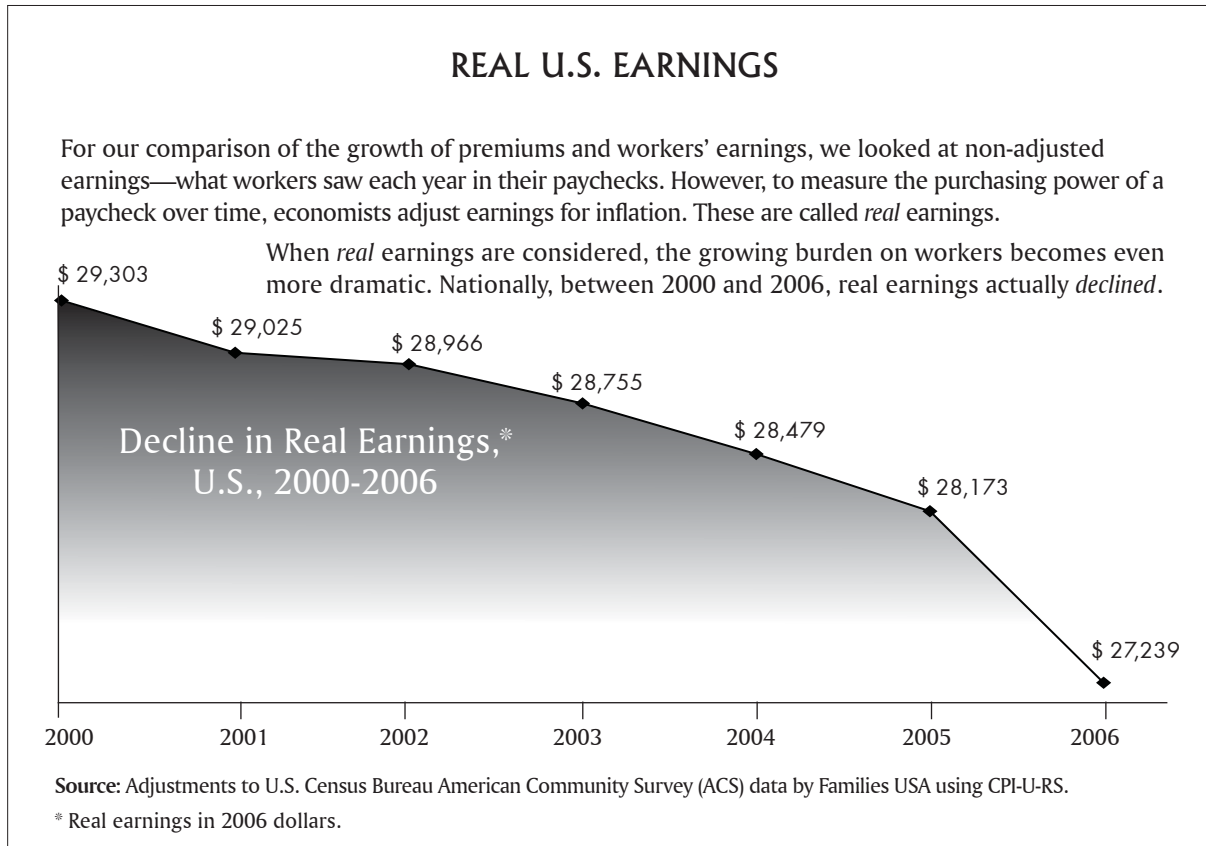 REAL U.S. EARNINGS
For our comparison of the growth of premiums and workers’ earnings, we looked at non-adjusted
earnings—what workers saw each year in their paychecks. However, to measure the purchasing power of a
paycheck over time, economists adjust earnings for inflation. These are called real earnings.
When real earnings are considered, the growing burden on workers becomes even
more dramatic. Nationally, between 2000 and 2006, real earnings actually declined.
$ 29,303
$ 29,025
$ 28,966
$ 28,755
$ 28,479
$ 28,173
$ 27,239
Decline in Real Earnings,*
U.S., 2000-2006
2000 2001 2002 2003 2004 2005 2006
Source: Adjustments to U.S. Census Bureau American Community Survey (ACS) data by Families USA using CPI-U-RS.
* Real earnings in 2006 dollars.